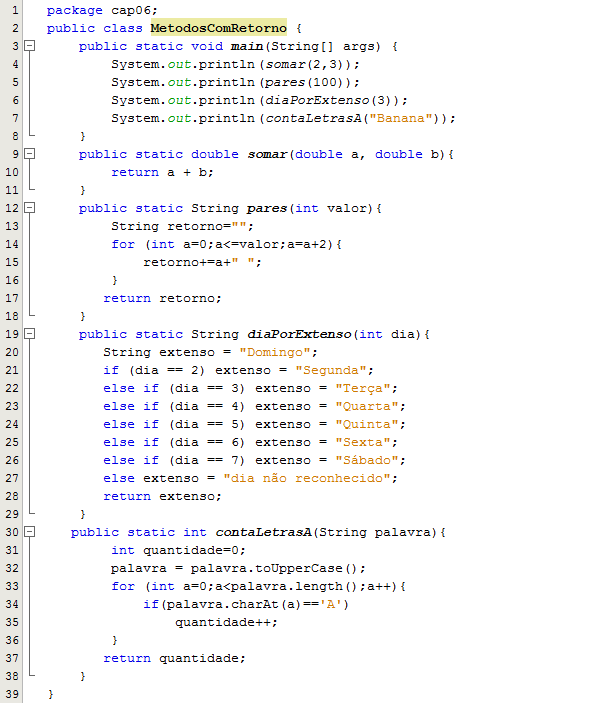 1 package cap06;
2 public class MetodosComRetorno {
3 public static void main(String[] args) {
4 System.out.println(somar(2,3));
5 System.out.println(pares(100));
6 System.out.println(diaPorExtenso(3));
7 System.out.println(contaLetrasA("Banana"));
8 }
9 public static double somar(double a, double b){
10 return a + b;
11 }
12 public static String pares(int valor){
13 String retorno="";
14 for (int a=0;a<=valor;a=a+2){
15 retorno+=a+" ";
16 }
17 return retorno;
18 }
19 public static String diaPorExtenso(int dia){
20 String extenso = "Domingo";
21 if (dia == 2) extenso = "Segunda";
22 else if (dia == 3) extenso = "Terça";
23 else if (dia == 4) extenso = "Quarta";
24 else if (dia == 5) extenso = "Quinta";
25 else if (dia == 6) extenso = "Sexta";
26 else if (dia == 7) extenso = "Sábado";
27 else extenso = "dia não reconhecido";
28 return extenso;
29 }
30 public static int contaLetrasA(String palavra){
31 int quantidade=0;
32 palavra = palavra.toUpperCase();
33 for (int a=0;a<palavra.length();a++){
34 if(palavra.charAt(a)=='A')
35 quantidade++;
36 }
37 return quantidade;
38 }
39 }